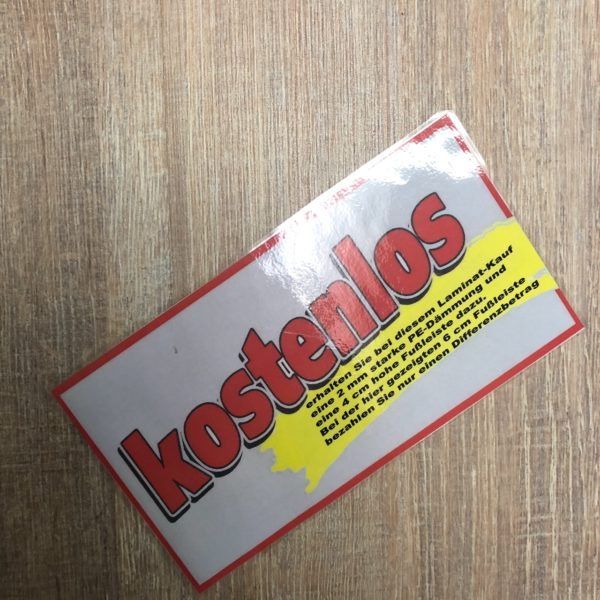 kostenlos
erhalten Sie bei diesem Laminat-Kauf
eine 2 mm starke PE-Dämmung und
eine 4 cm hohe Fußleiste dazu.
Bei der hier gezeigten 6 cm Fußleiste
bezahlen Sie nur einen Differenzbetrag